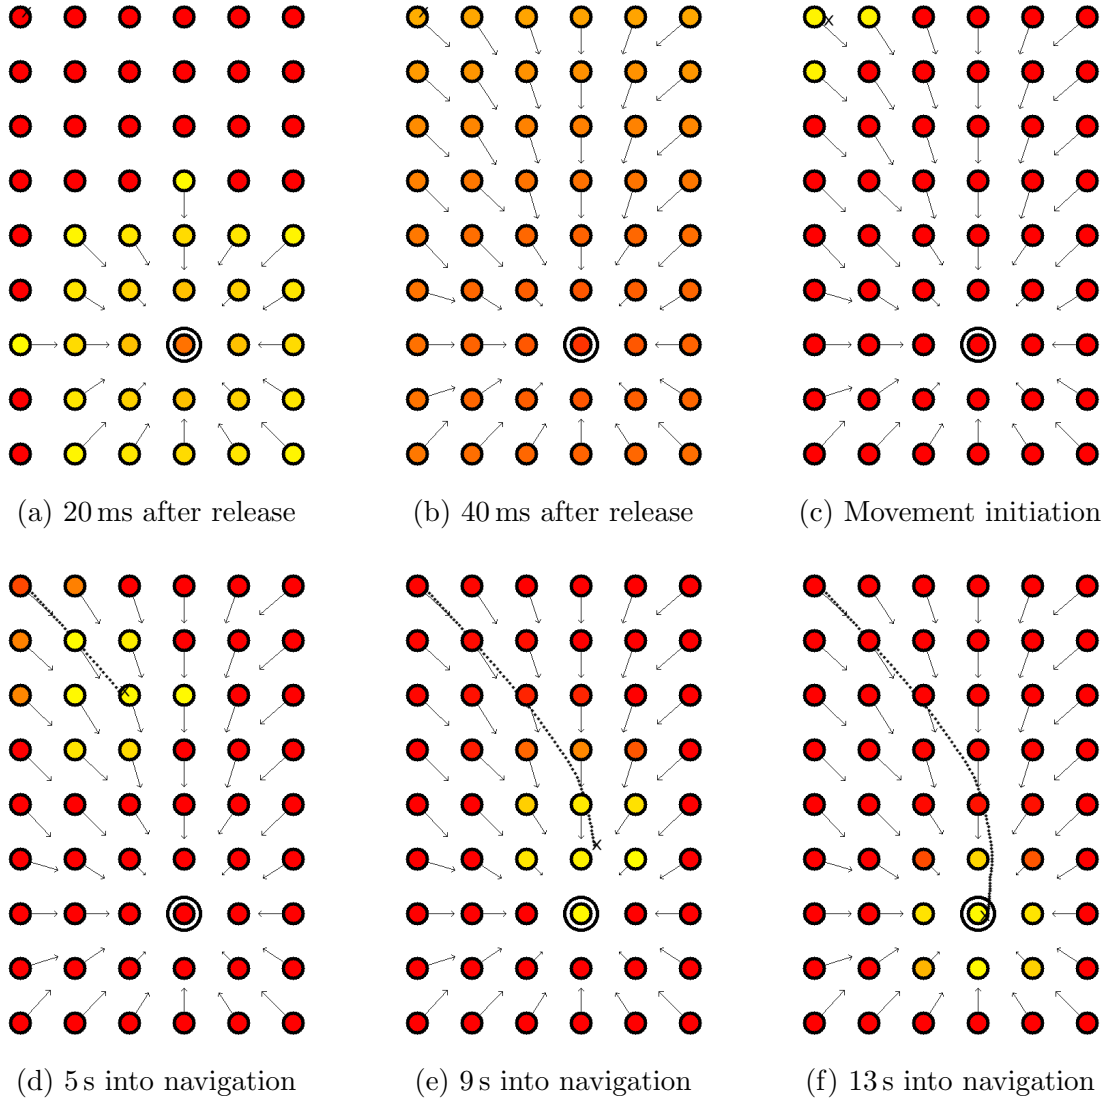 (a) 20 ms after release
(b) 40 ms after release
(c) Movement initiation
(d) 5 s into navigation
(e) 9 s into navigation
(f) 13 s into navigation